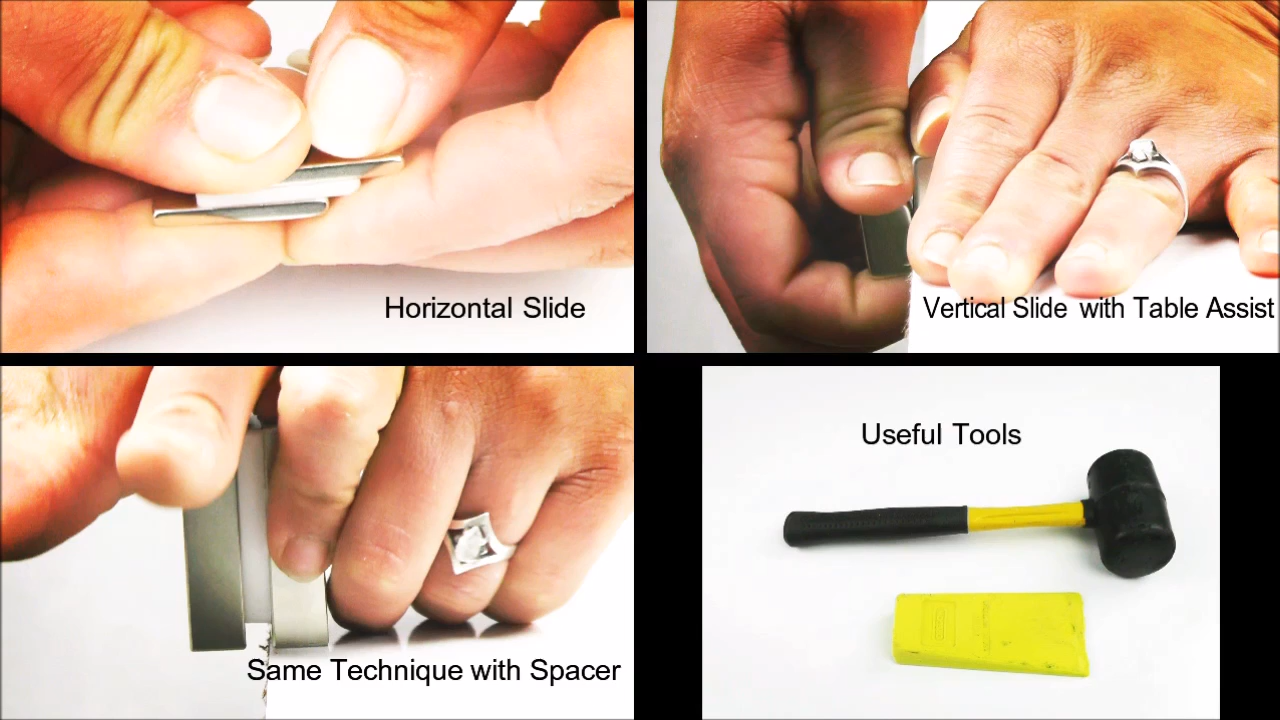 Horizontal Slide
Vertical Slide with Table Assist
Same Technique with Spacer
Useful Tools